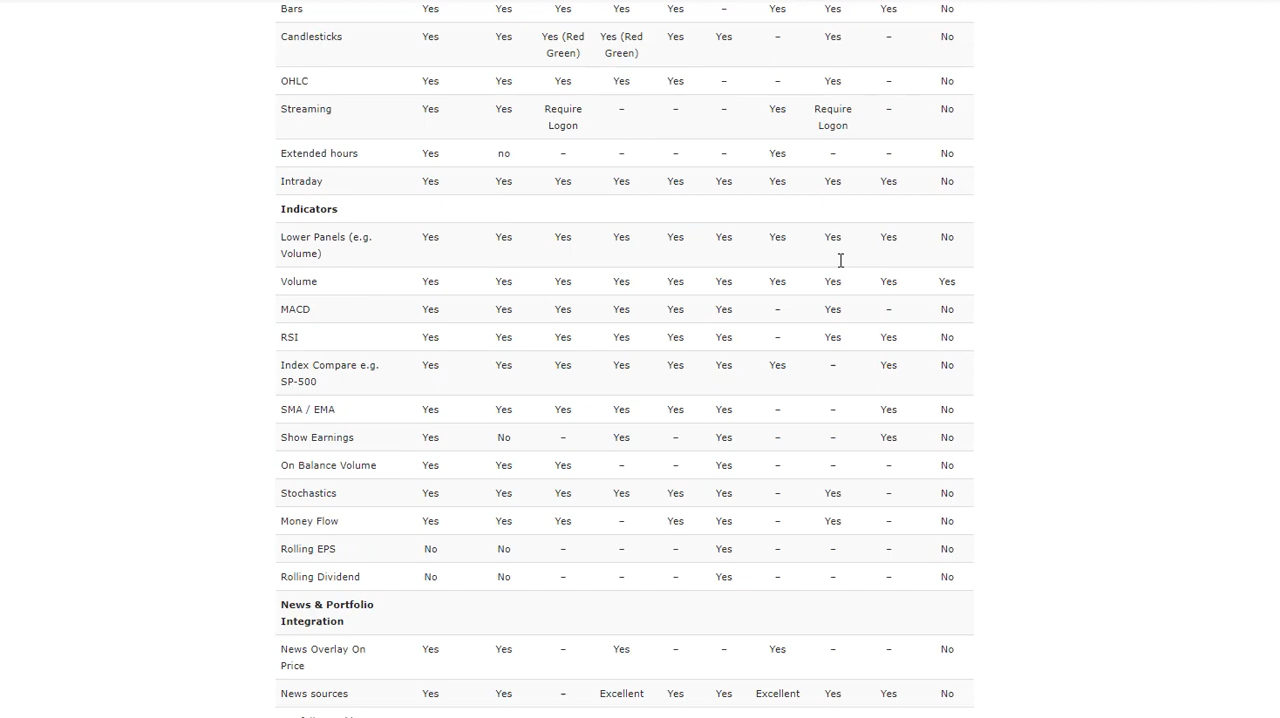 Bars Yes Yes Yes Yes Yes – Yes Yes Yes No
Candlesticks Yes Yes Yes (Red Yes (Red Yes Yes – Yes – No
Green) Green)
OHLC Yes Yes Yes Yes Yes – – Yes – No
Streaming Yes Yes Require – – – Yes Require – No
Logon Logon
Extended hours Yes no – – – – Yes – – No
Intraday Yes Yes Yes Yes Yes Yes Yes Yes Yes No
Indicators
Lower Panels (e.g. Yes Yes Yes Yes Yes Yes Yes Yes Yes No
Volume)
Volume Yes Yes Yes Yes Yes Yes Yes Yes Yes Yes
MACD Yes Yes Yes Yes Yes Yes – Yes – No
RSI Yes Yes Yes Yes Yes Yes – Yes Yes No
Index Compare e.g. Yes Yes Yes Yes Yes Yes Yes – Yes No
SP-500
SMA / EMA Yes Yes Yes Yes Yes Yes – – Yes No
Show Earnings Yes No – Yes – Yes – – Yes No
On Balance Volume Yes Yes Yes – – Yes – – – No
Stochastics Yes Yes Yes Yes Yes Yes – Yes – No
Money Flow Yes Yes Yes – Yes Yes – Yes – No
Rolling EPS No No – – – Yes – – – No
Rolling Dividend No No – – – Yes – – – No
News & Portfolio
Integration
News Overlay On Yes Yes – Yes – – Yes – – No
Price
News sources Yes Yes – Excellent Yes Yes Excellent Yes Yes No